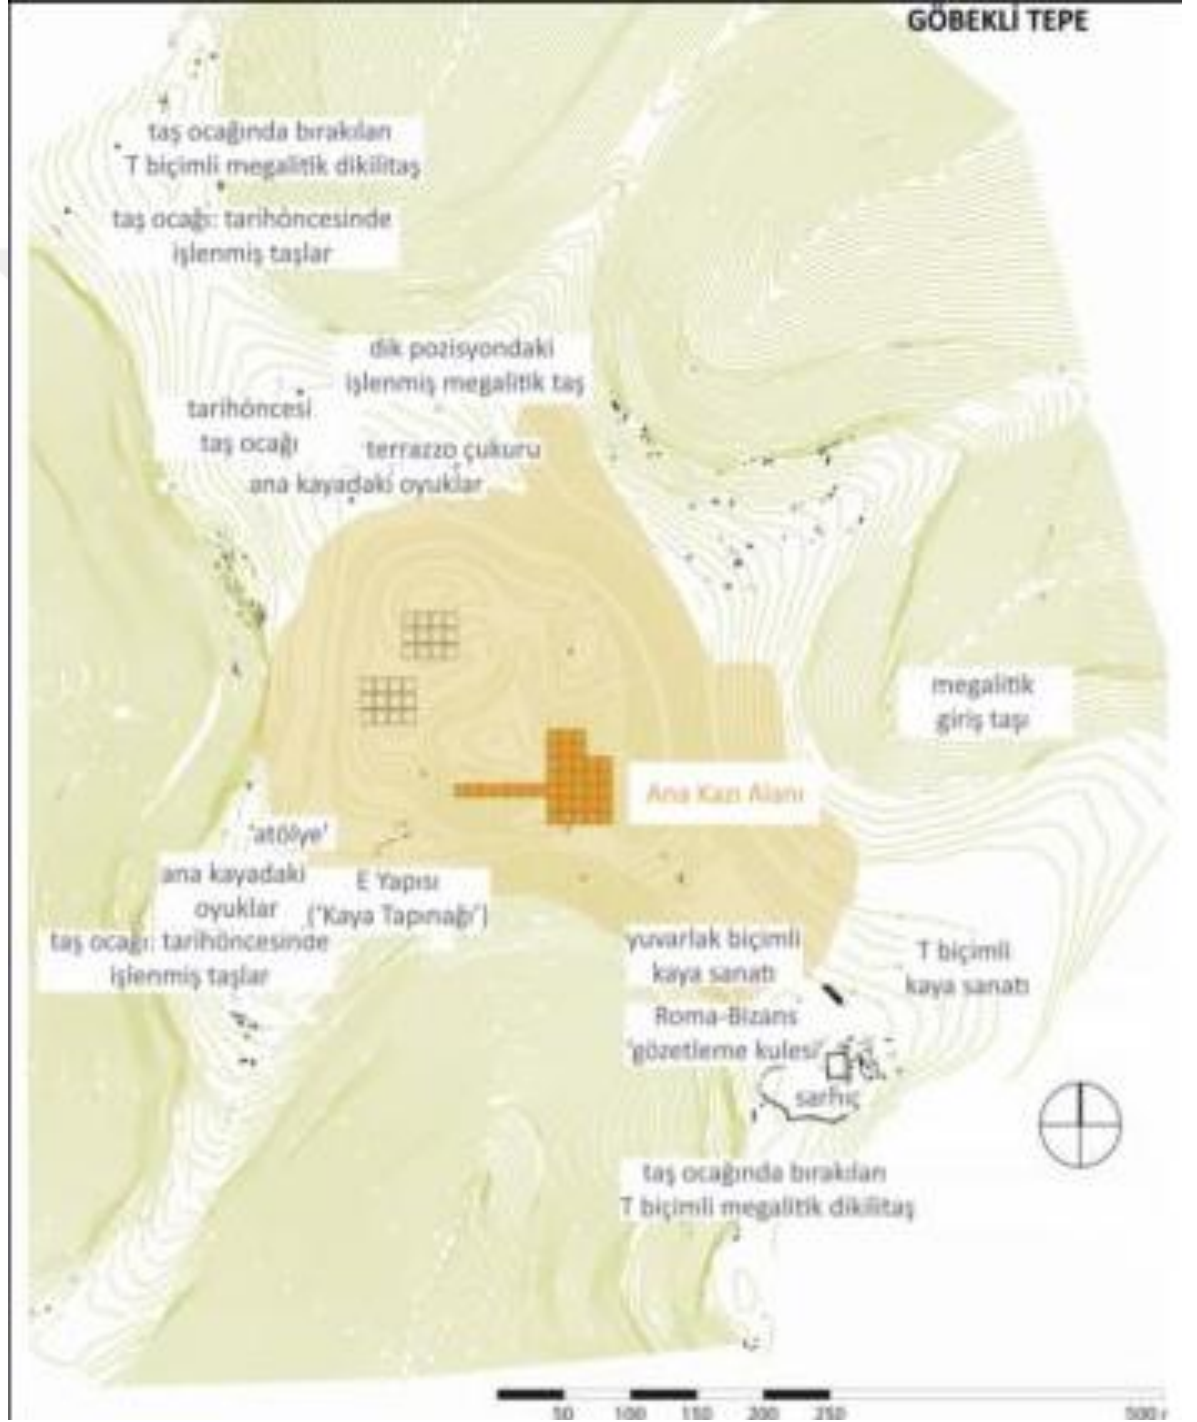 GÖBEKLİ TEPE
taş ocağında bırakılan
T biçimli megalitik dikilitaş
taş ocağı: tarihöncesinde
işlenmiş taşlar
dik pozisyondaki
işlenmiş megalitik taş
tarihöncesi
taş ocağı
terrazzo çukuru
ana kayadaki oyuklar
megalitik
giriş taşı
Ana Kazı Alanı
'atölye'
ana kayadaki
oyuklar
E Yapısı
('Kaya Tapınağı')
taş ocağı: tarihöncesinde
işlenmiş taşlar
yuvarlak biçimli
kaya sanatı
T biçimli
kaya sanatı
Roma-Bizans
'gözetleme kulesi'
sarnıç
taş ocağında bırakılan
T biçimli megalitik dikilitaş
50 100 150 200 250 500